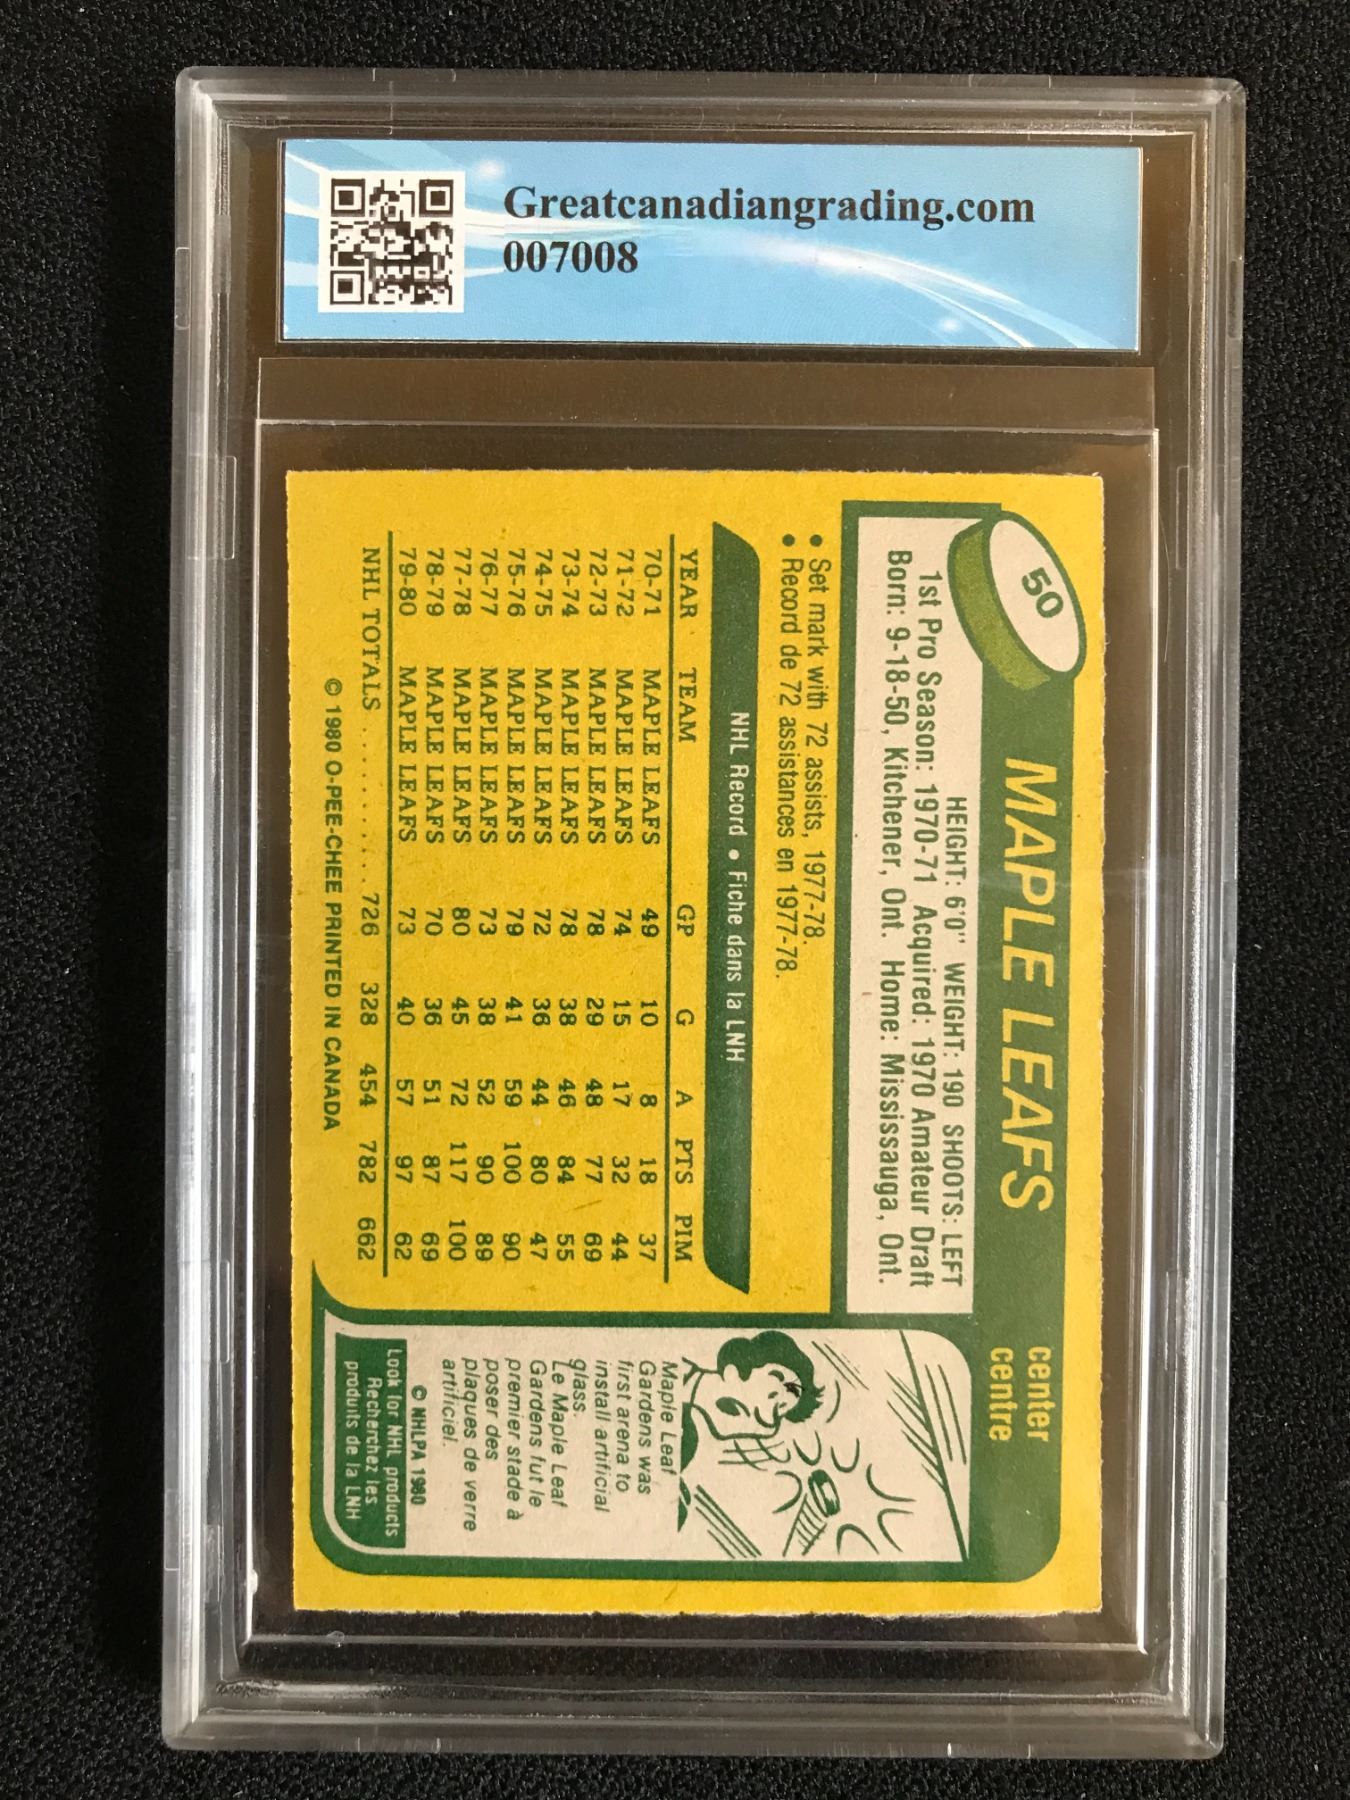 Greatcanadiangrading.com
007008
50
MAPLE LEAFS
center
centre
HEIGHT: 6'0" WEIGHT: 190 SHOOTS: LEFT
1st Pro Season: 1970-71 Acquired: 1970 Amateur Draft
Born: 9-18-50, Kitchener, Ont. Home: Mississauga, Ont.
• Set mark with 72 assists, 1977-78.
• Record de 72 assistances en 1977-78.
NHL Record • Fiche dans la LNH
YEAR TEAM GP G A PTS PIM
70-71 MAPLE LEAFS 49 10 8 18 37
71-72 MAPLE LEAFS 74 15 17 32 44
72-73 MAPLE LEAFS 78 29 48 77 69
73-74 MAPLE LEAFS 78 38 46 84 55
74-75 MAPLE LEAFS 72 36 44 80 47
75-76 MAPLE LEAFS 79 41 59 100 90
76-77 MAPLE LEAFS 73 38 52 90 89
77-78 MAPLE LEAFS 80 45 72 117 100
78-79 MAPLE LEAFS 70 36 51 87 69
79-80 MAPLE LEAFS 73 40 57 97 62
NHL TOTALS .......... 726 328 454 782 662
© 1980 O-PEE-CHEE PRINTED IN CANADA
Maple Leaf
Gardens was
first arena to
install artificial
glass.
Le Maple Leaf
Gardens fut le
premier stade à
poser des
plaques de verre
artificiel.
© NHLPA 1980
Look for NHL products
Recherchez les
produits de la LNH